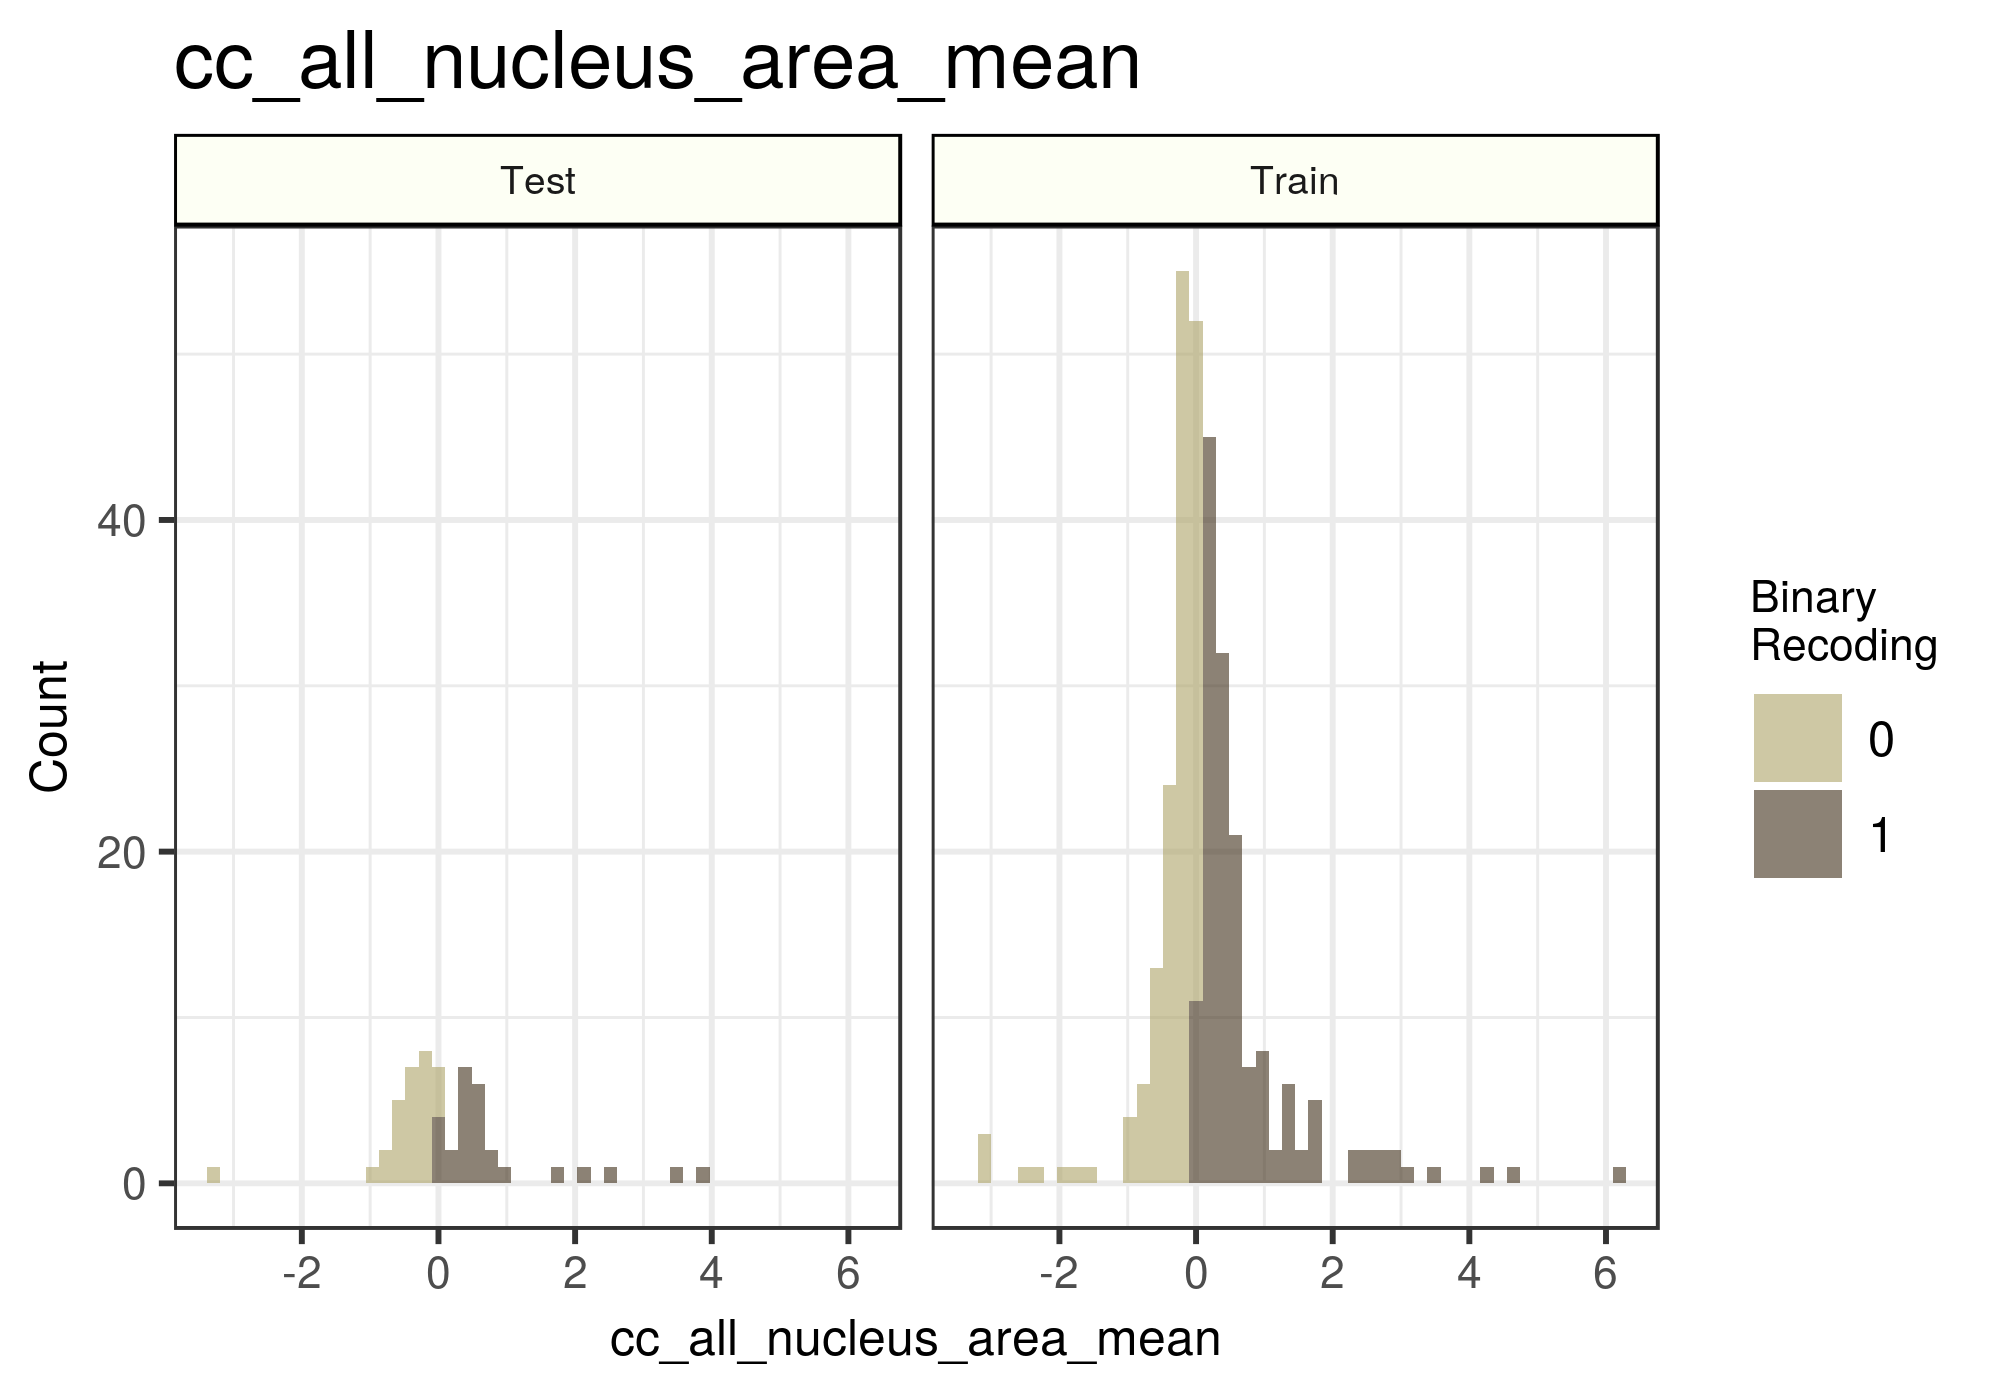 cc_all_nucleus_area_mean
Test
Train
Count
40
20
0
-2 0 2 4 6
-2 0 2 4 6
cc_all_nucleus_area_mean
Binary
Recoding
0
1